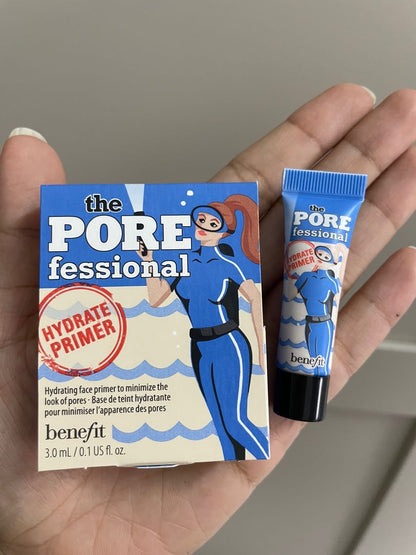 the
PORE
fessional
HYDRATE
PRIMER
Hydrating face primer to minimize the
look of pores · Base de teint hydratante
pour minimiser l'apparence des pores
benefit
3.0 mL / 0.1 US fl. oz.
the
PORE
fessional
HYDRATE
PRIMER
benefit